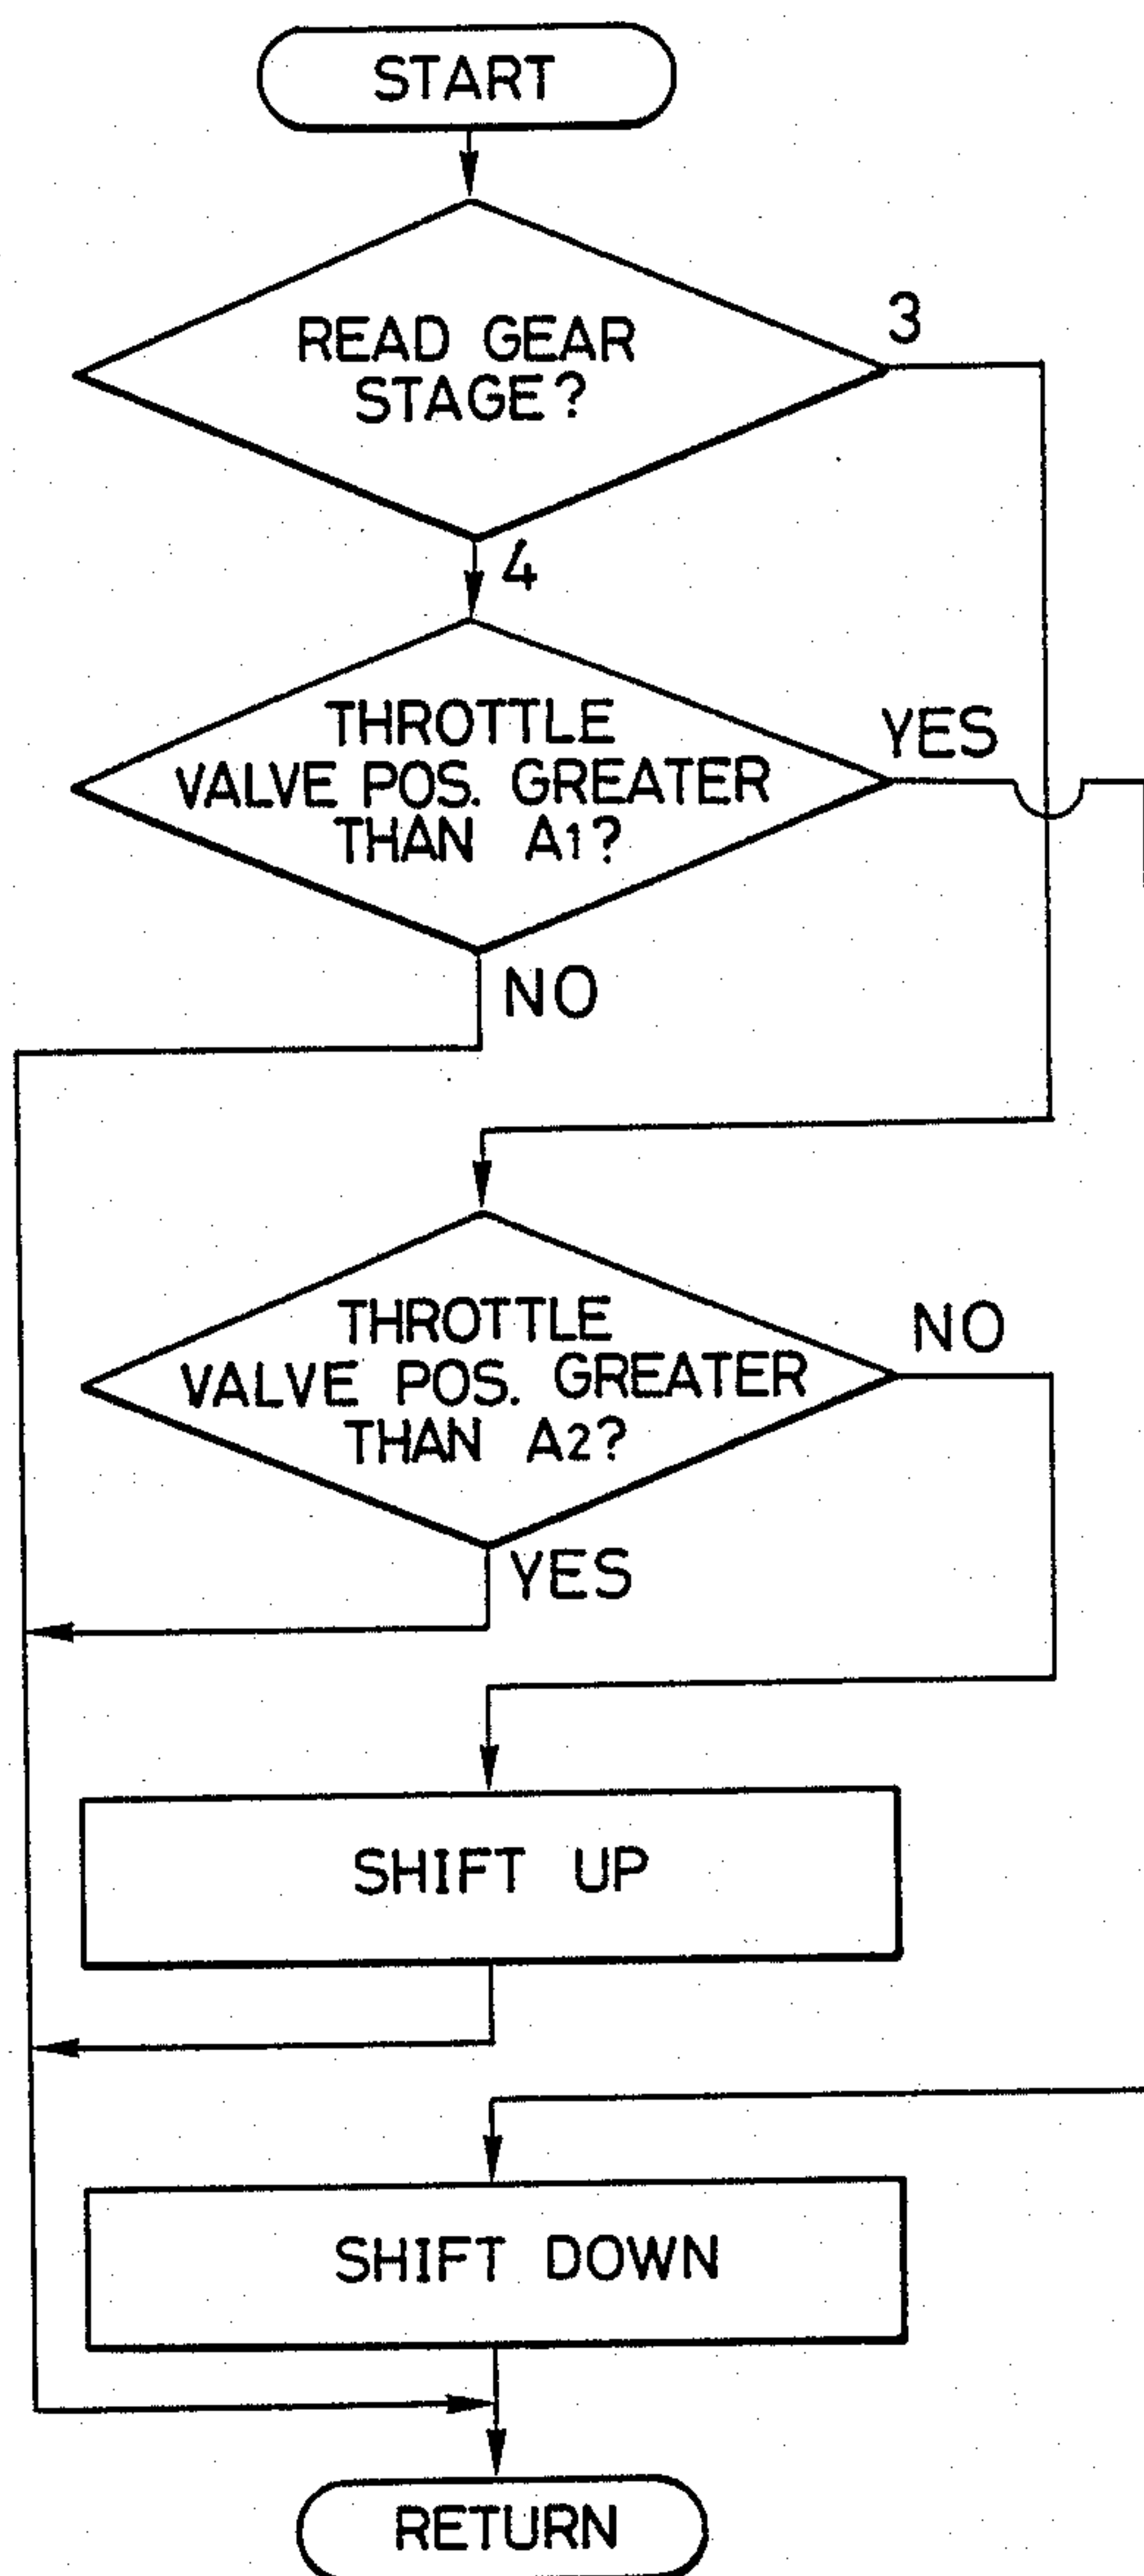 START
READ GEAR
STAGE?
3
4
THROTTLE
VALVE POS. GREATER
THAN A1?
YES
NO
THROTTLE
VALVE POS. GREATER
THAN A2?
NO
YES
SHIFT UP
SHIFT DOWN
RETURN